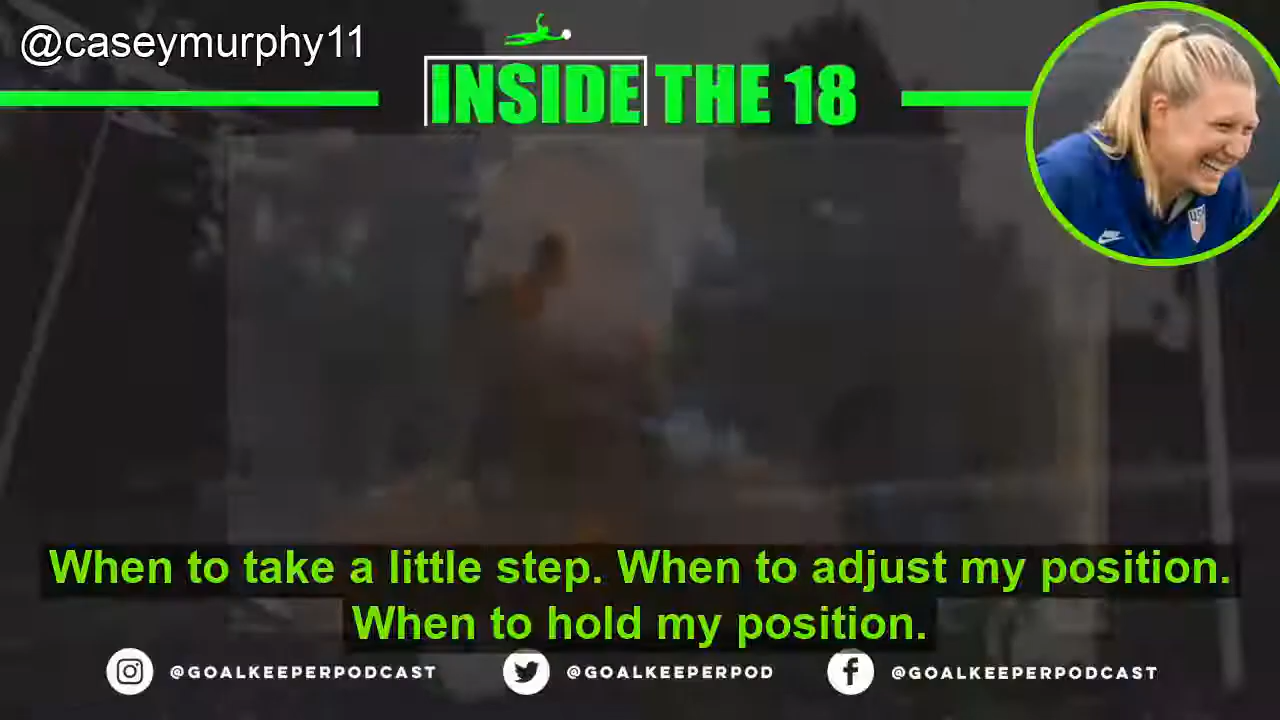 @caseymurphy11
INSIDE THE 18
When to take a little step. When to adjust my position.
When to hold my position.
@GOALKEEPERPODCAST
@GOALKEEPERPOD
@GOALKEEPERPODCAST